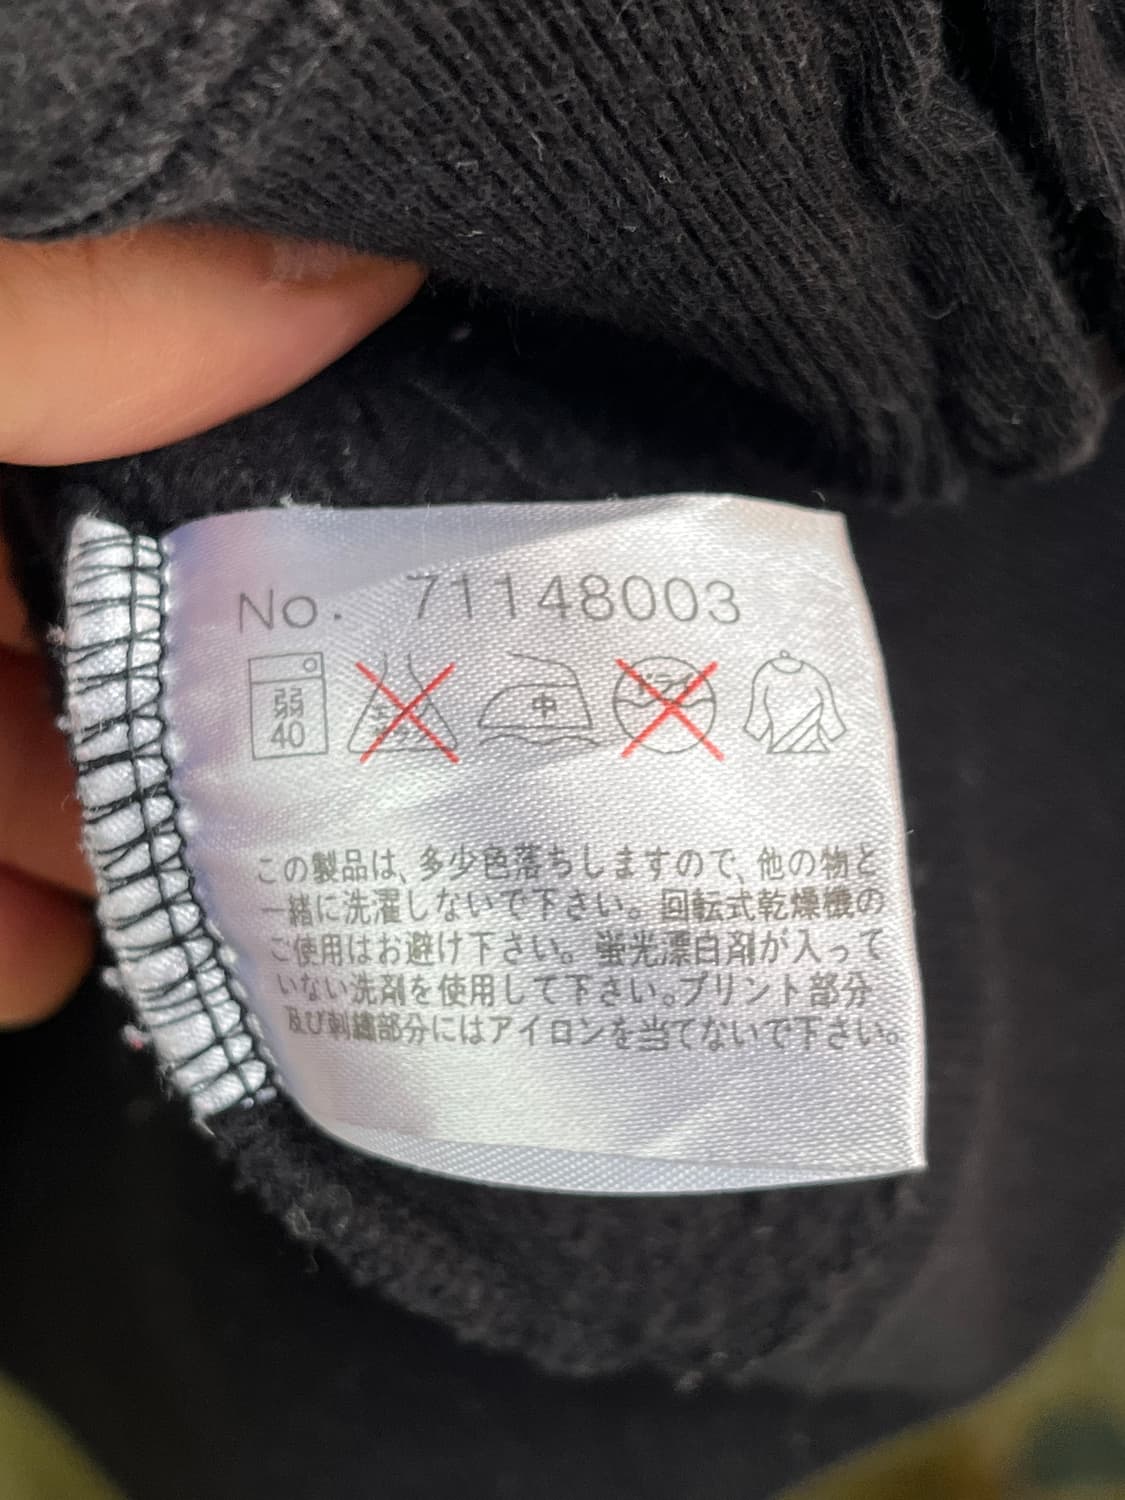 No. 71148003
弱
40
中
ドライ
この製品は、多少色落ちしますので、他の物と
一緒に洗濯しないで下さい。回転式乾燥機の
ご使用はお避け下さい。蛍光漂白剤が入って
いない洗剤を使用して下さい。プリント部分
及び刺繍部分にはアイロンを当てないで下さい。